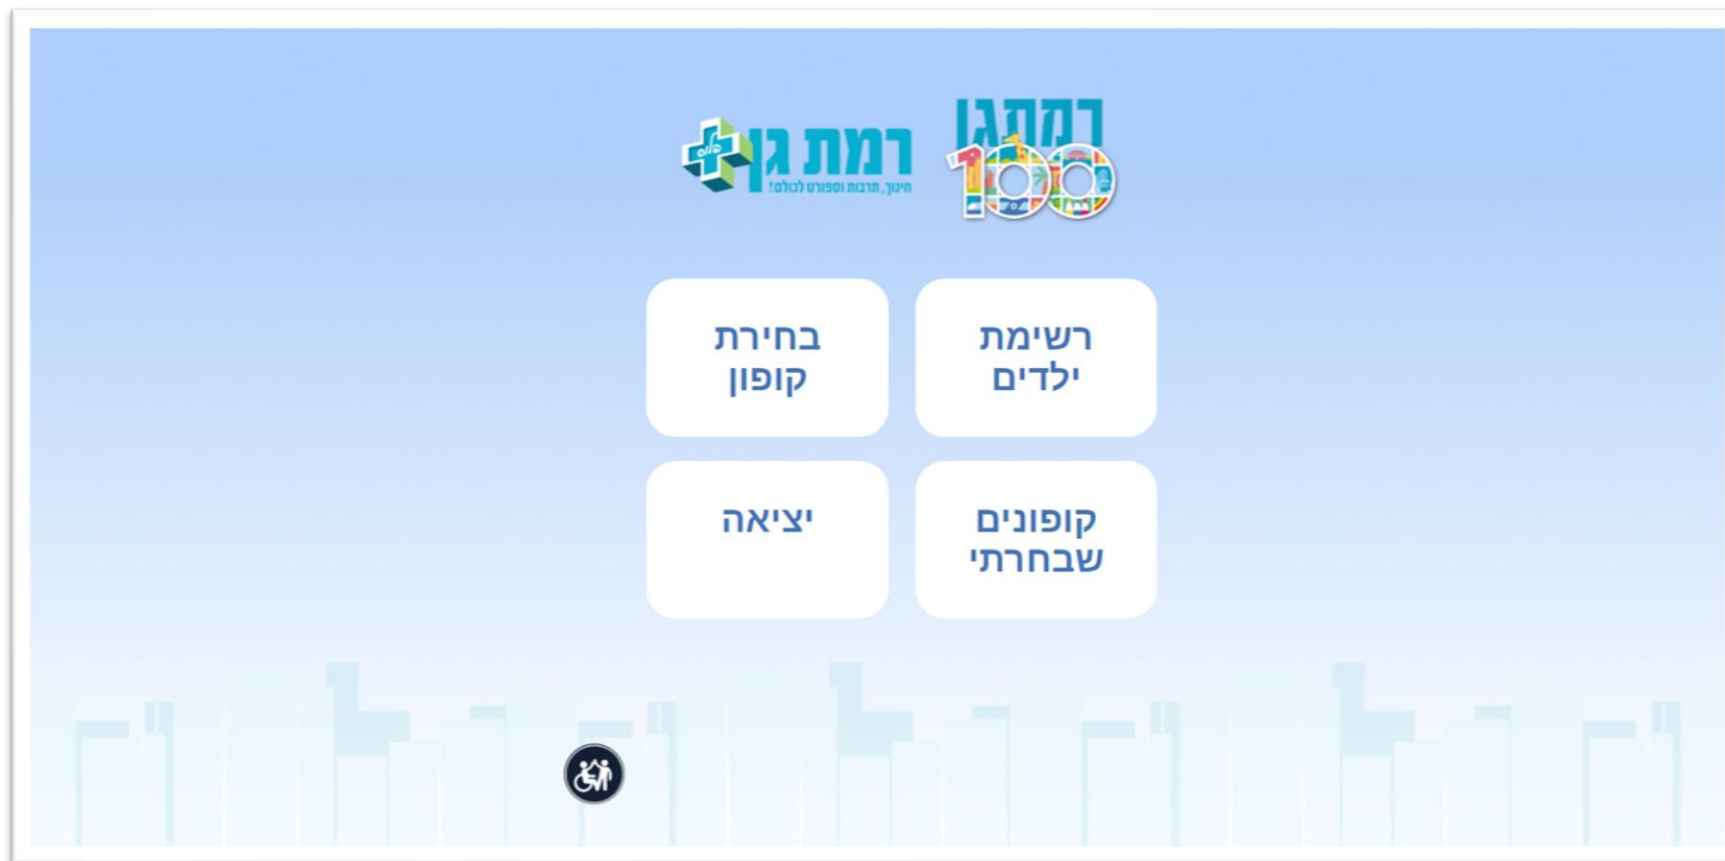 רמתגן
100
רמת גן
פלוס
חינוך, תרבות וספורט לכולם!
רשימת
ילדים
בחירת
קופון
קופונים
שבחרתי
יציאה